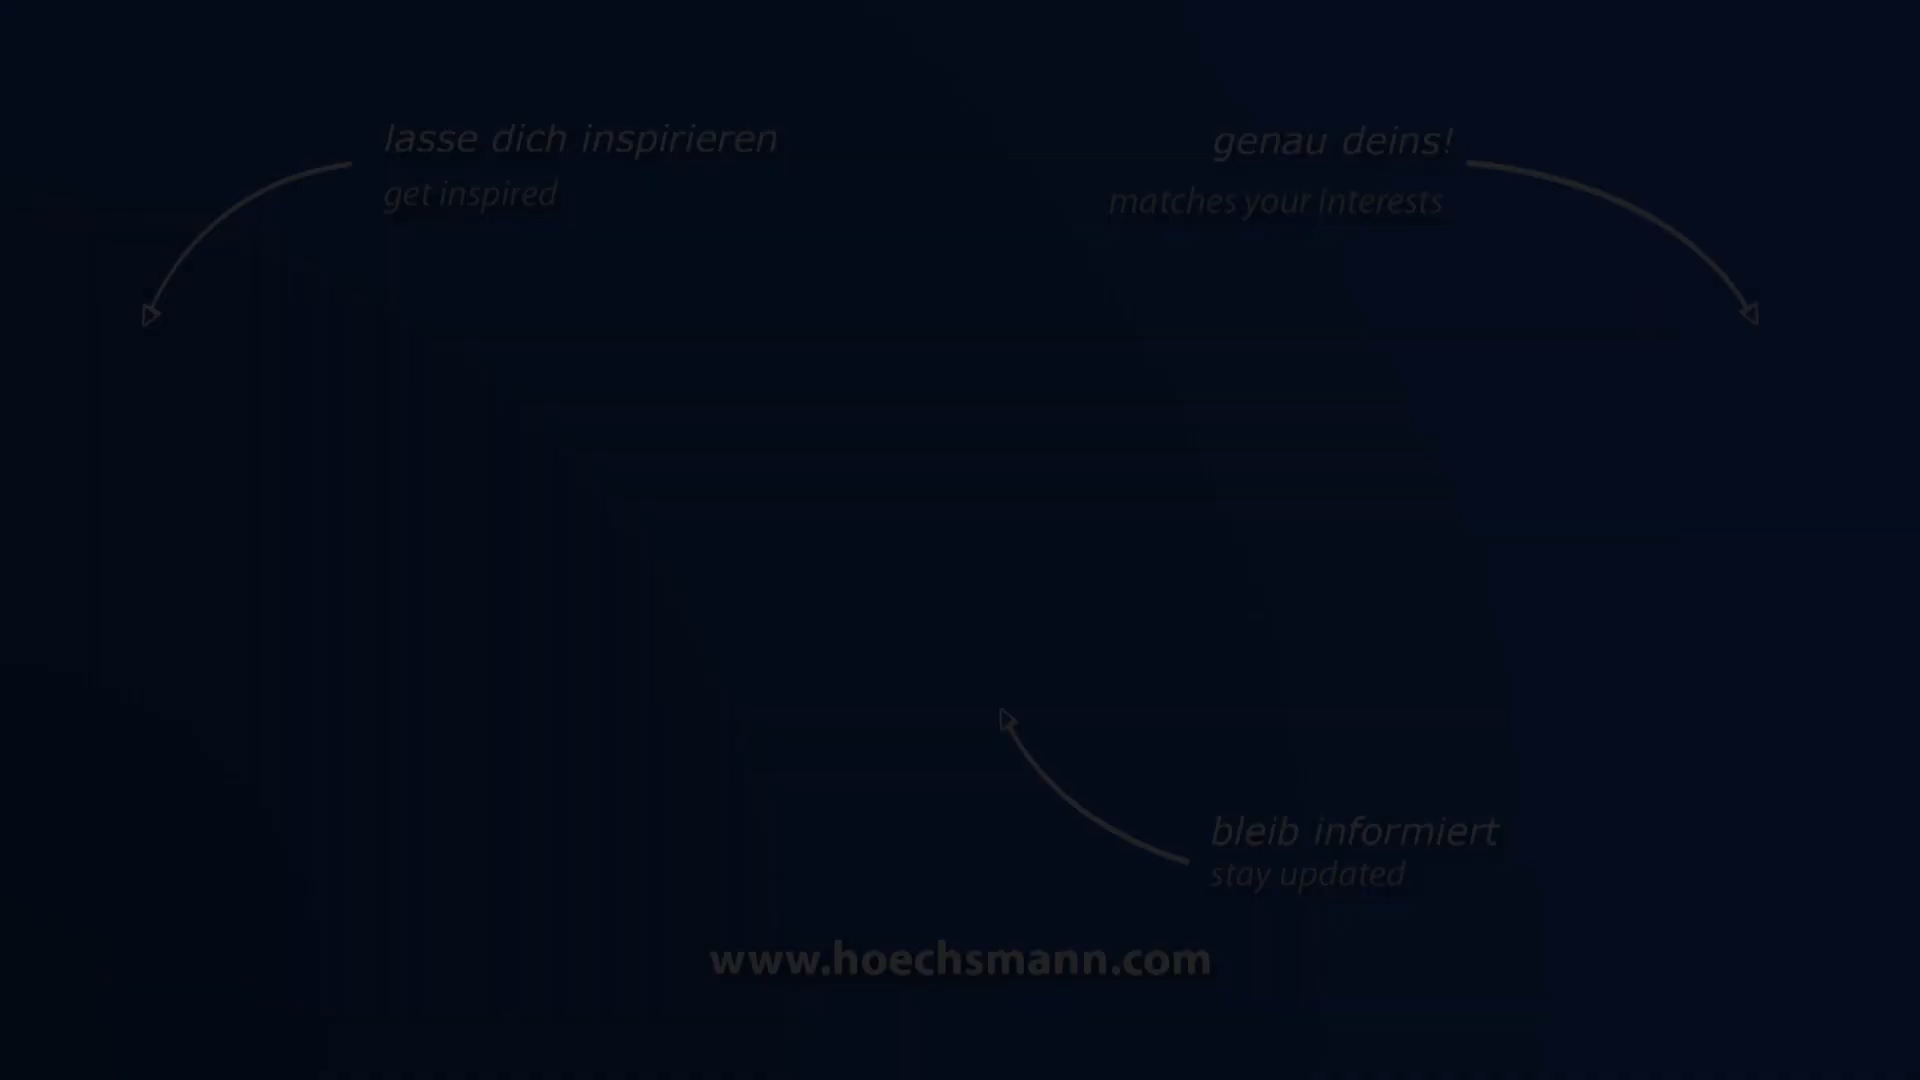 lasse dich inspirieren
get inspired
genau deins!
matches your interests
bleib informiert
stay updated
www.hoechsmann.com